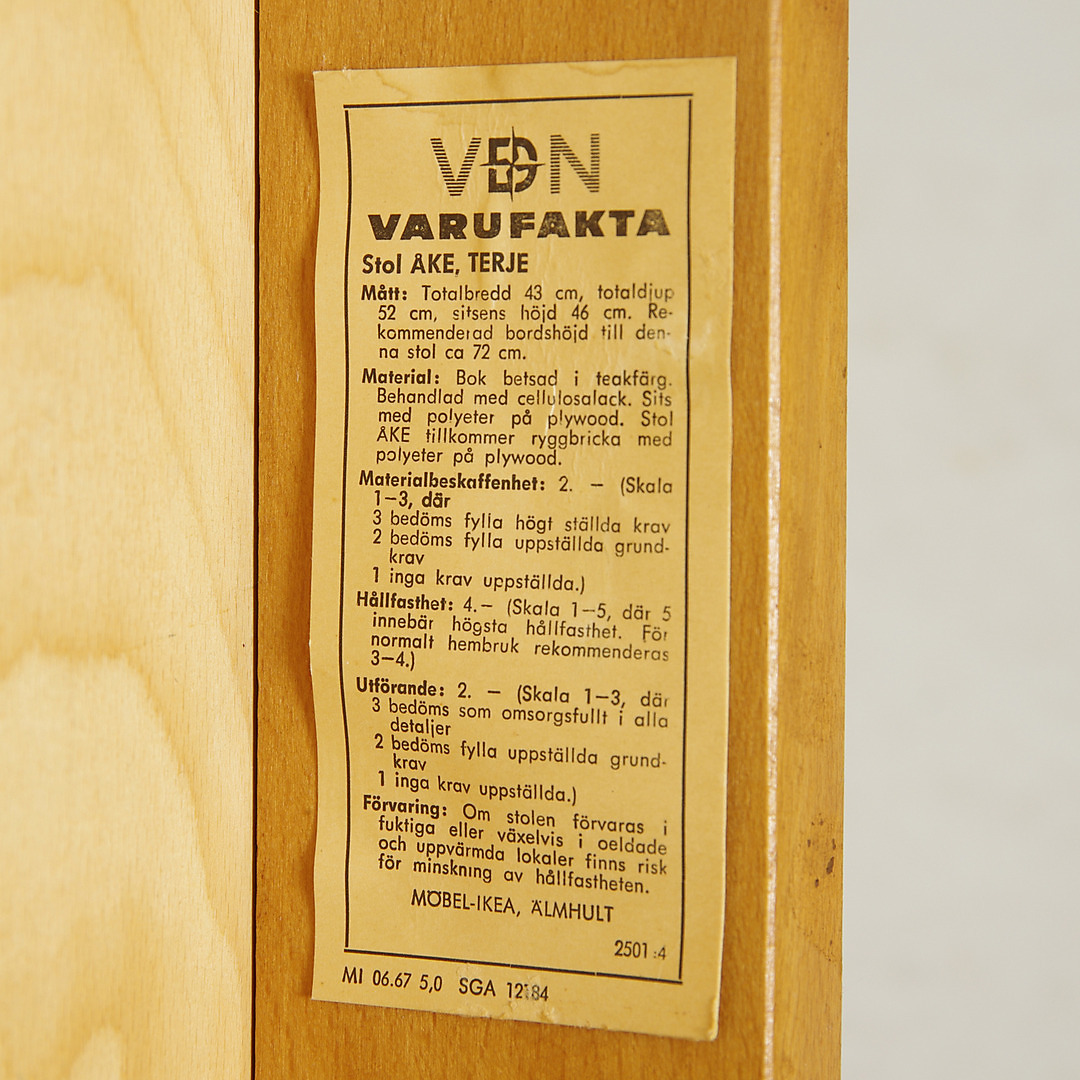 VDN
VARUFAKTA
Stol ÅKE, TERJE
Mått: Totalbredd 43 cm, totaldjup
52 cm, sitsens höjd 46 cm. Re-
kommenderad bordshöjd till den-
na stol ca 72 cm.
Material: Bok betsad i teakfärg.
Behandlad med cellulosalack. Sits
med polyeter på plywood. Stol
ÅKE tillkommer ryggbricka med
polyeter på plywood.
Materialbeskaffenhet: 2. — (Skala
1—3, där
3 bedöms fylla högt ställda krav
2 bedöms fylla uppställda grund-
krav
1 inga krav uppställda.)
Hållfasthet: 4.— (Skala 1—5, där 5
innebär högsta hållfasthet. För
normalt hembruk rekommenderas
3—4.)
Utförande: 2. — (Skala 1—3, där
3 bedöms som omsorgsfullt i alla
detaljer
2 bedöms fylla uppställda grund-
krav
1 inga krav uppställda.)
Förvaring: Om stolen förvaras i
fuktiga eller växelvis i oeldade
och uppvärmda lokaler finns risk
för minskning av hållfastheten.
MÖBEL-IKEA, ÄLMHULT
2501:4
MI 06.67 5,0 SGA 12184